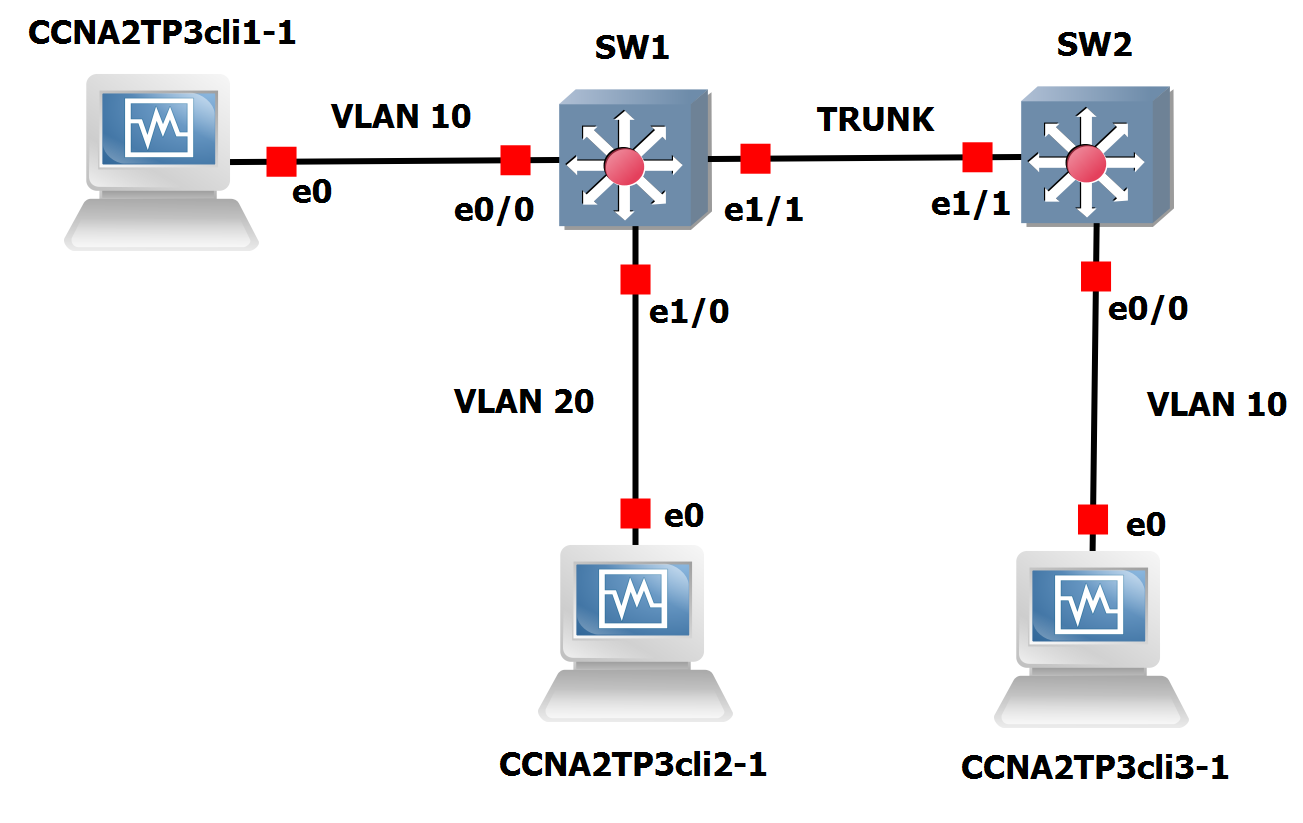 CCNA2TP3cli1-1
SW1
SW2
VLAN 10
TRUNK
e0
e0/0
e1/1
e1/1
e1/0
e0/0
VLAN 20
VLAN 10
e0
e0
CCNA2TP3cli2-1
CCNA2TP3cli3-1